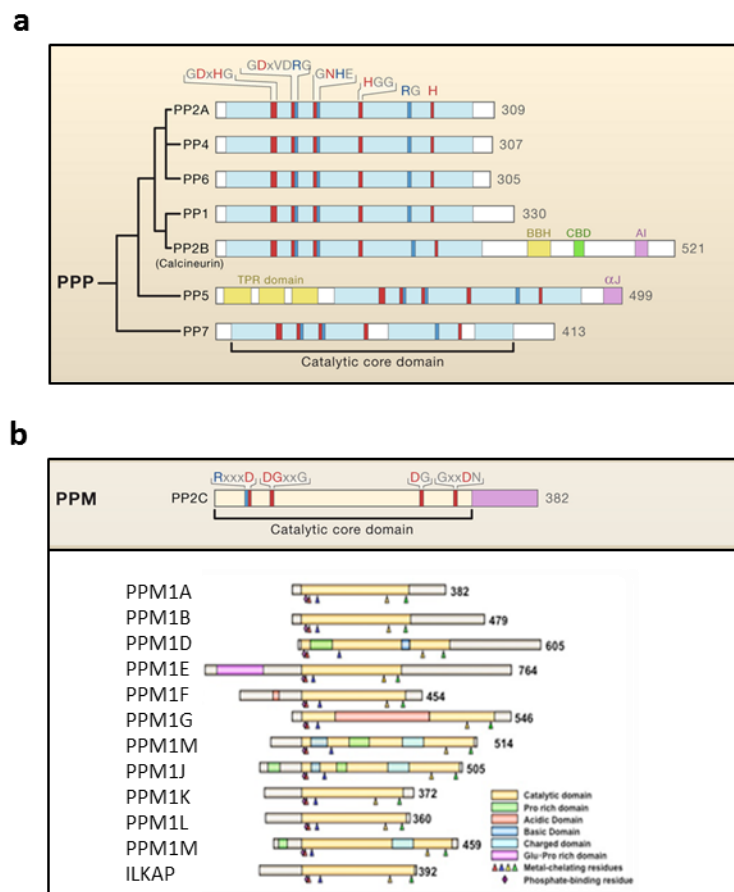 a
GDxHG GDxVDRG GNHE HGG RG H
PP2A 309
PP4 307
PP6 305
PP1 330
BBH CBD AI
PP2B 521
(Calcineurin)
PPP
TPR domain αJ
PP5 499
PP7 413
Catalytic core domain
b
RxxxD DGxxG DG GxxDN
PPM PP2C 382
Catalytic core domain
PPM1A 382
PPM1B 479
PPM1D 605
PPM1E 764
PPM1F 454
PPM1G 546
PPM1M 514
PPM1J 505
PPM1K 372
PPM1L 360
PPM1M 459
ILKAP 392
Catalytic domain
Pro rich domain
Acidic Domain
Basic Domain
Charged domain
Glu-Pro rich domain
Metal-chelating residues
Phosphate-binding residue